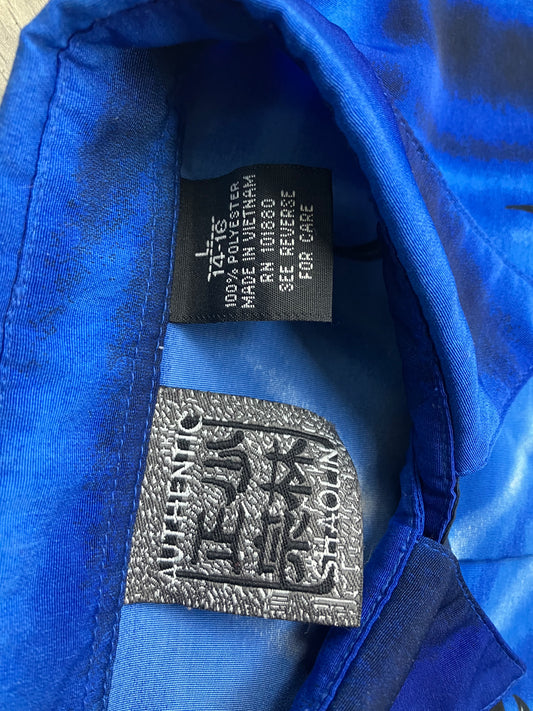 L
14-16
100% POLYESTER
MADE IN VIETNAM
RN 101880
SEE REVERSE
FOR CARE
AUTHENTIC
SHAOLIN